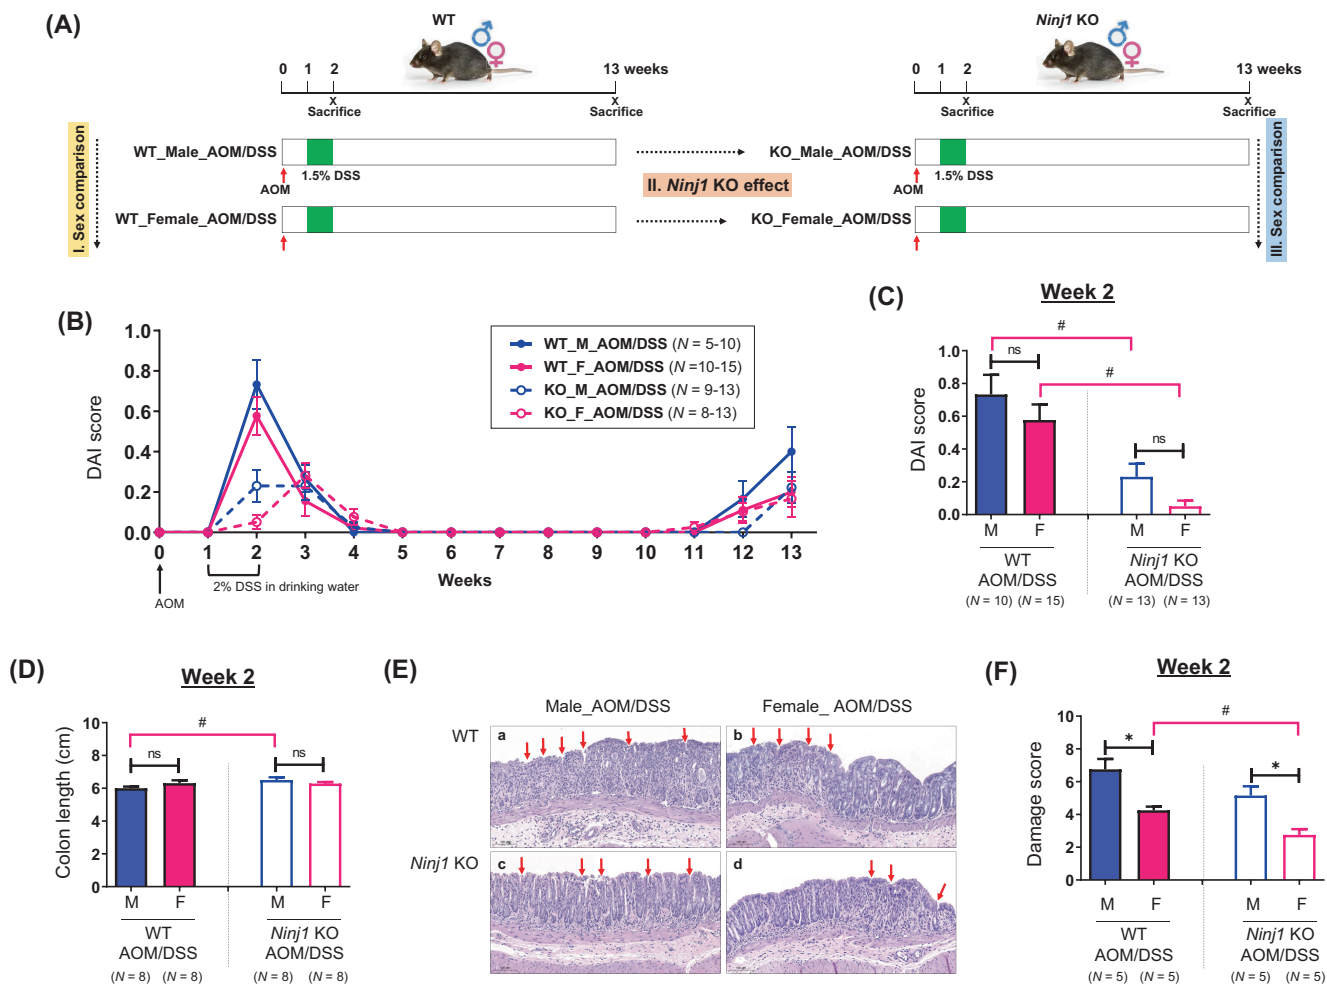 (A)
WT
Ninj1 KO
0 1 2 13 weeks
x Sacrifice
x Sacrifice
0 1 2 13 weeks
x Sacrifice
x Sacrifice
I. Sex comparison
WT_Male_AOM/DSS
AOM
1.5% DSS
WT_Female_AOM/DSS
II. Ninj1 KO effect
KO_Male_AOM/DSS
AOM
1.5% DSS
KO_Female_AOM/DSS
III. Sex comparison
(B)
DAI score
1.0
0.8
0.6
0.4
0.2
0.0
WT_M_AOM/DSS (N = 5-10)
WT_F_AOM/DSS (N =10-15)
KO_M_AOM/DSS (N = 9-13)
KO_F_AOM/DSS (N = 8-13)
0 1 2 3 4 5 6 7 8 9 10 11 12 13
Weeks
2% DSS in drinking water
AOM
(C)
Week 2
#
ns
#
ns
DAI score
1.0
0.8
0.6
0.4
0.2
0.0
M F M F
WT
AOM/DSS
Ninj1 KO
AOM/DSS
(N = 10) (N = 15) (N = 13) (N = 13)
(D)
Week 2
#
ns
ns
Colon length (cm)
10
8
6
4
2
0
M F M F
WT
AOM/DSS
Ninj1 KO
AOM/DSS
(N = 8) (N = 8) (N = 8) (N = 8)
(E)
Male_AOM/DSS
Female_ AOM/DSS
WT
a
b
Ninj1 KO
c
d
(F)
Week 2
#
*
*
Damage score
10
8
6
4
2
0
M F M F
WT
AOM/DSS
Ninj1 KO
AOM/DSS
(N = 5) (N = 5) (N = 5) (N = 5)